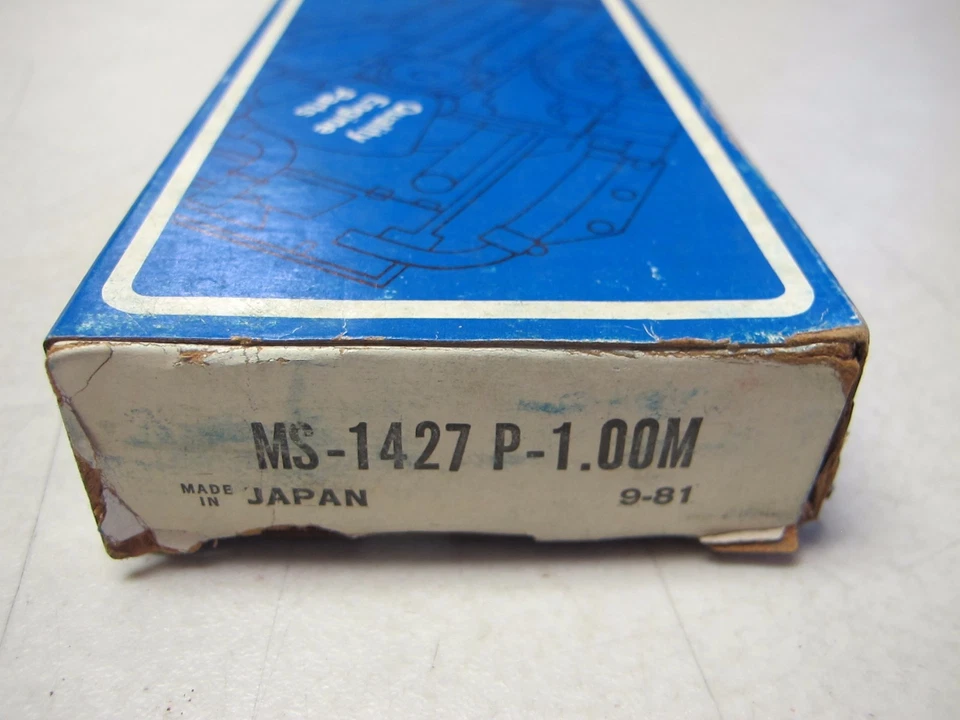 Quality
Engine
Parts
MS-1427 P-1.00M
MADE
IN JAPAN
9-81